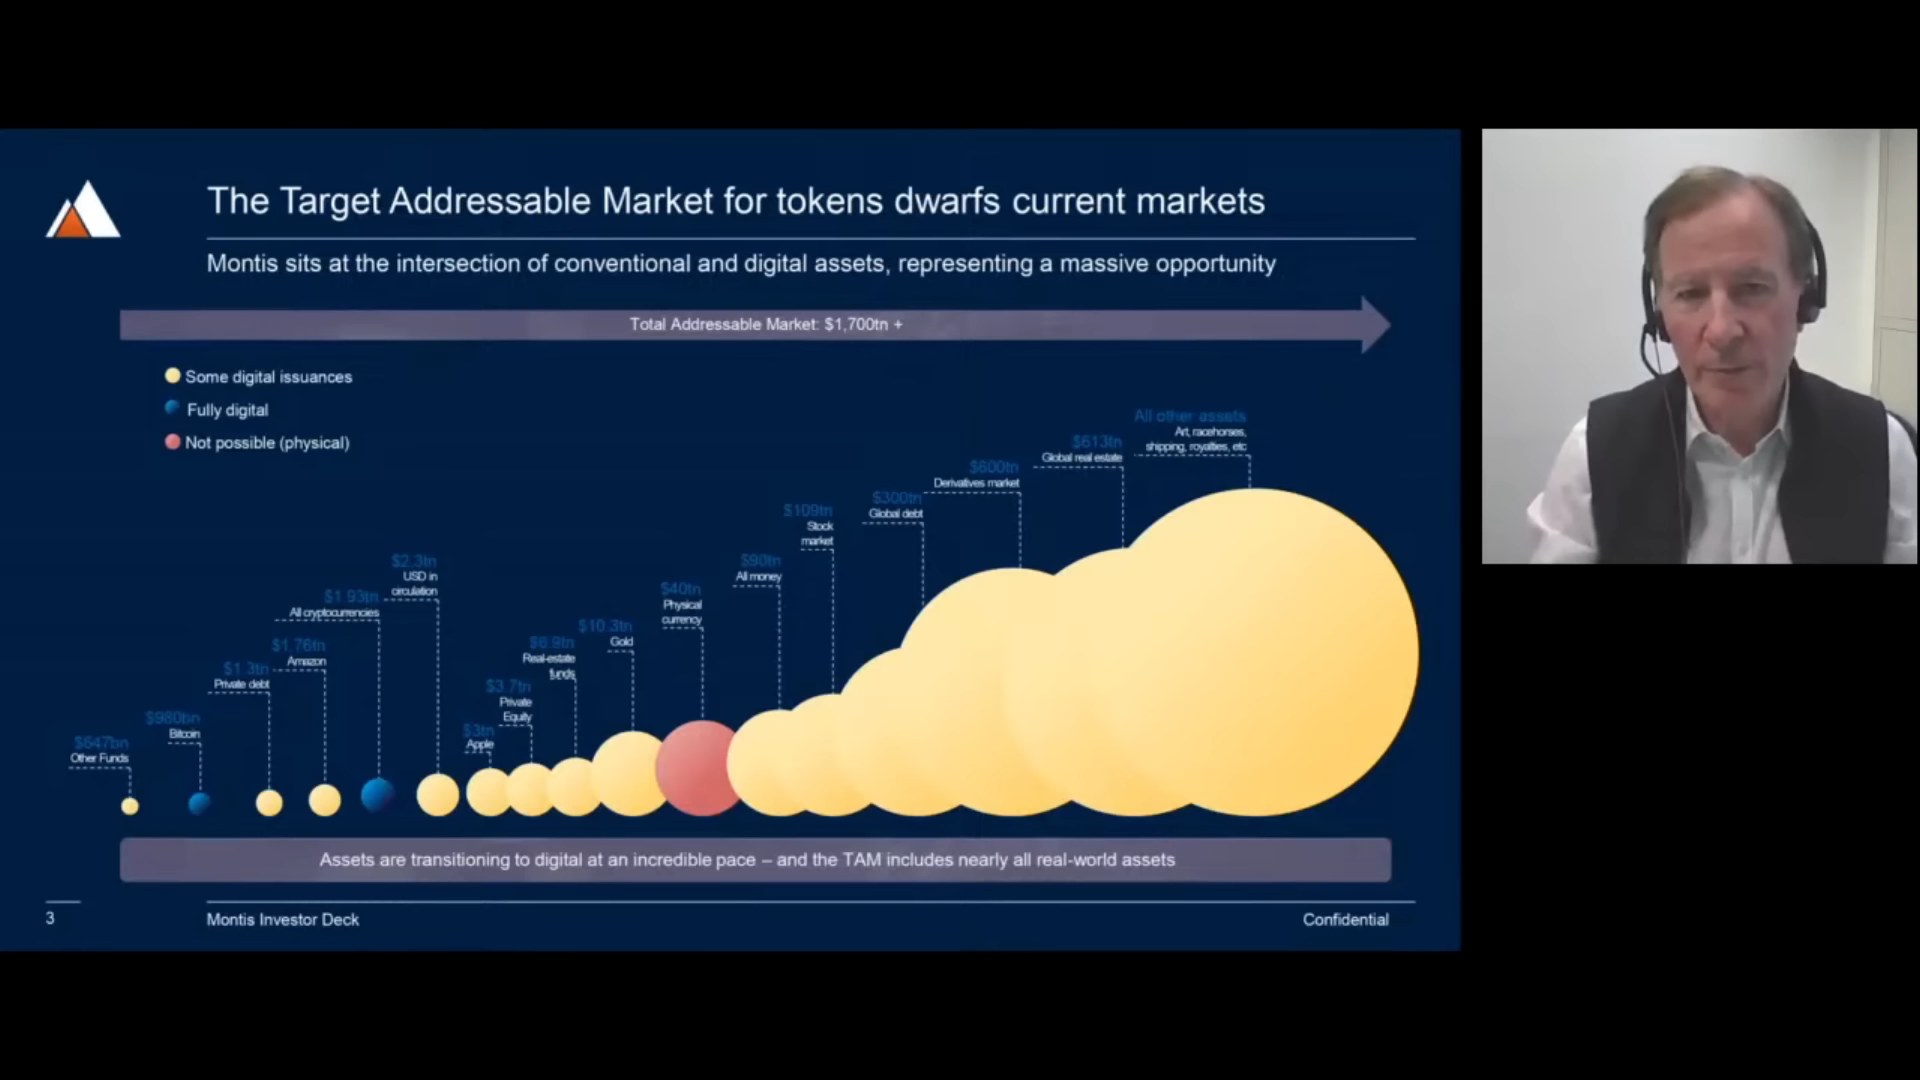 The Target Addressable Market for tokens dwarfs current markets
Montis sits at the intersection of conventional and digital assets, representing a massive opportunity
Total Addressable Market: $1,700tn +
Some digital issuances
Fully digital
Not possible (physical)
$647bn
Other Funds
$980bn
Bitcoin
$1.3tn
Private debt
$1.76tn
Amazon
$1.93tn
All cryptocurrencies
$2.3tn
USD in
circulation
$3tn
Apple
$3.7tn
Private
Equity
$6.9tn
Real-estate
funds
$10.3tn
Gold
$40tn
Physical
currency
$90tn
All money
$109tn
Stock
market
$300tn
Global debt
$600tn
Derivatives market
$613tn
Global real estate
All other assets
Art, racehorses,
shipping, royalties, etc
Assets are transitioning to digital at an incredible pace – and the TAM includes nearly all real-world assets
3
Montis Investor Deck
Confidential